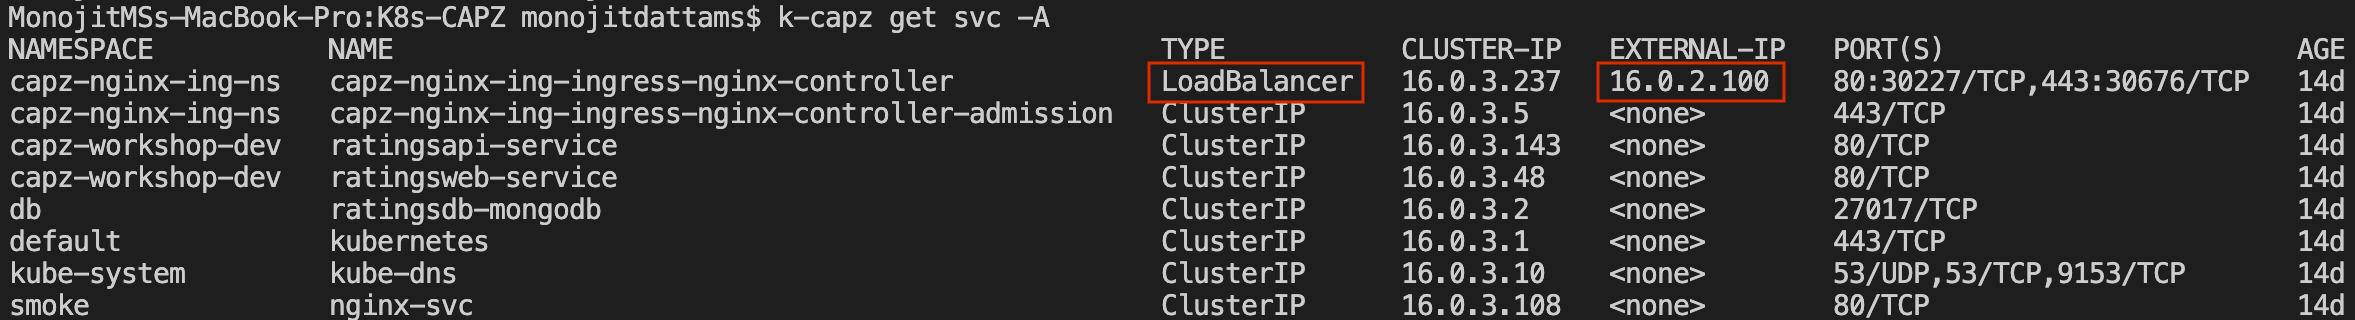 MonojitMSs-MacBook-Pro:K8s-CAPZ monojitdattams$ k-capz get svc -A
NAMESPACE NAME TYPE CLUSTER-IP EXTERNAL-IP PORT(S) AGE
capz-nginx-ing-ns capz-nginx-ing-ingress-nginx-controller LoadBalancer 16.0.3.237 16.0.2.100 80:30227/TCP,443:30676/TCP 14d
capz-nginx-ing-ns capz-nginx-ing-ingress-nginx-controller-admission ClusterIP 16.0.3.5 <none> 443/TCP 14d
capz-workshop-dev ratingsapi-service ClusterIP 16.0.3.143 <none> 80/TCP 14d
capz-workshop-dev ratingsweb-service ClusterIP 16.0.3.48 <none> 80/TCP 14d
db ratingsdb-mongodb ClusterIP 16.0.3.2 <none> 27017/TCP 14d
default kubernetes ClusterIP 16.0.3.1 <none> 443/TCP 14d
kube-system kube-dns ClusterIP 16.0.3.10 <none> 53/UDP,53/TCP,9153/TCP 14d
smoke nginx-svc ClusterIP 16.0.3.108 <none> 80/TCP 14d